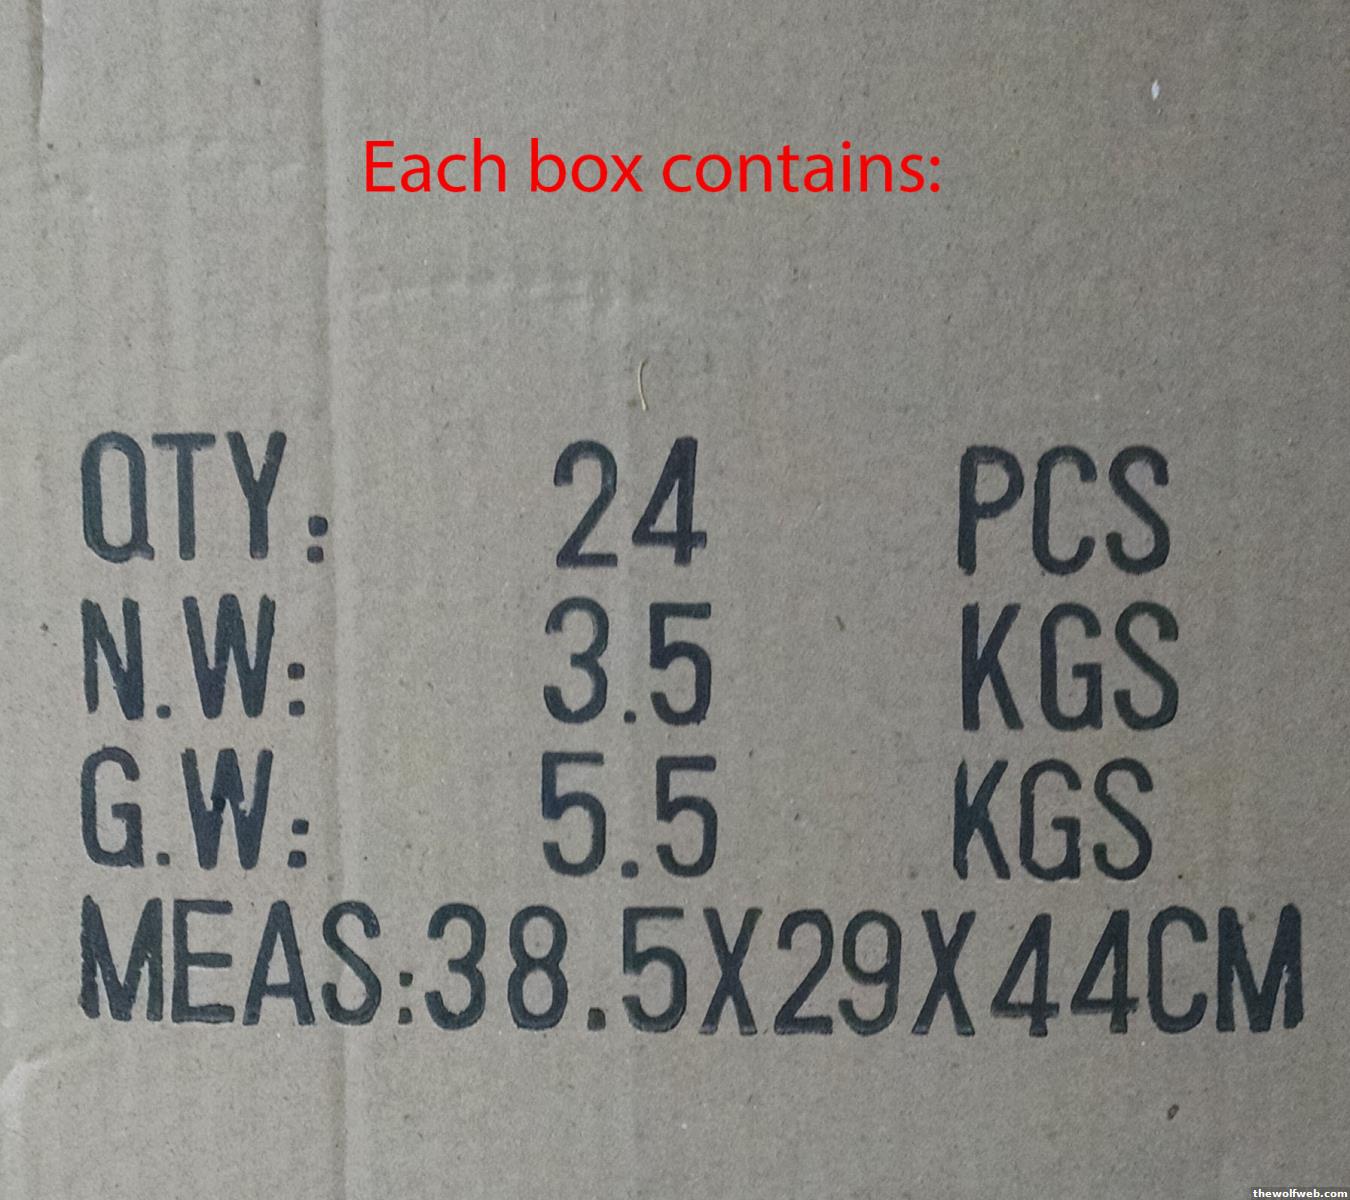 Each box contains:
QTY: 24 PCS
N.W: 3.5 KGS
G.W: 5.5 KGS
MEAS:38.5X29X44CM
thewolfweb.com